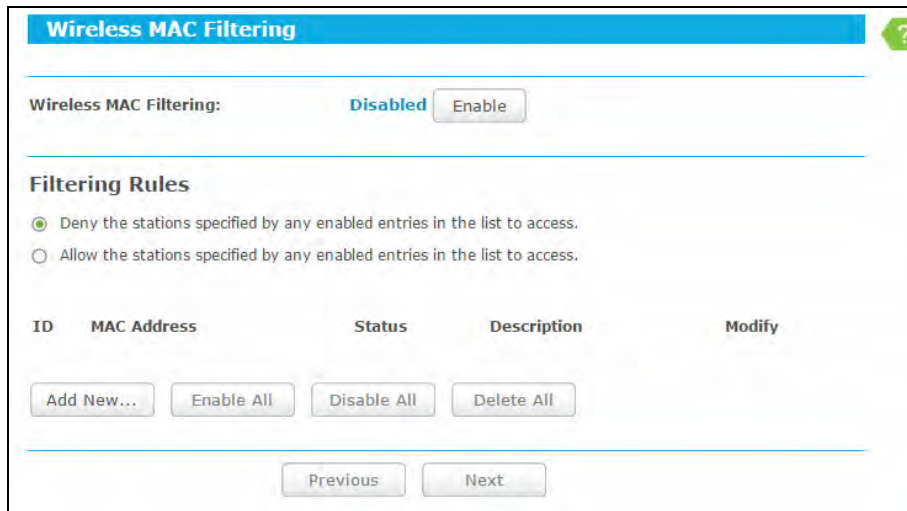 Wireless MAC Filtering
?
Wireless MAC Filtering: Disabled Enable
Filtering Rules
Deny the stations specified by any enabled entries in the list to access.
Allow the stations specified by any enabled entries in the list to access.
ID MAC Address Status Description Modify
Add New... Enable All Disable All Delete All
Previous Next